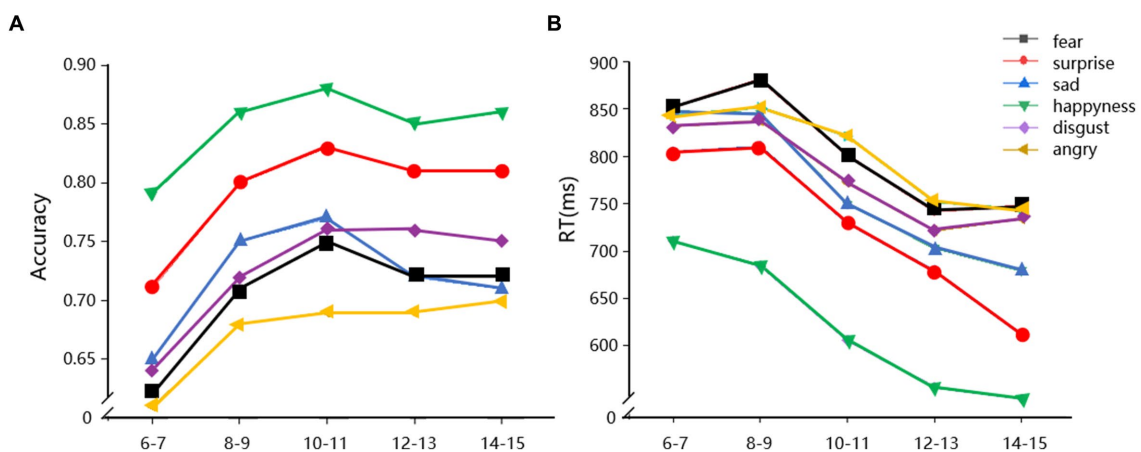 A
Accuracy
0.90
0.85
0.80
0.75
0.70
0.65
0
6-7 8-9 10-11 12-13 14-15
B
RT(ms)
900
850
800
750
700
650
600
0
6-7 8-9 10-11 12-13 14-15
fear
surprise
sad
happyness
disgust
angry